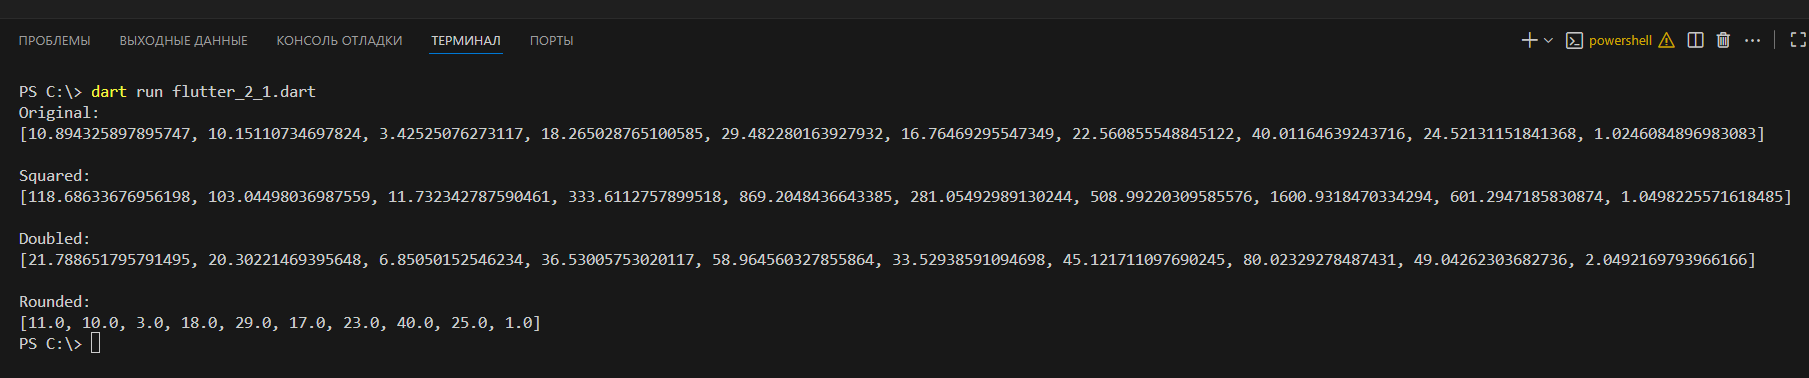 ПРОБЛЕМЫ ВЫХОДНЫЕ ДАННЫЕ КОНСОЛЬ ОТЛАДКИ ТЕРМИНАЛ ПОРТЫ powershell
PS C:\> dart run flutter_2_1.dart
Original:
[10.894325897895747, 10.15110734697824, 3.42525076273117, 18.265028765100585, 29.482280163927932, 16.76469295547349, 22.560855548845122, 40.01164639243716, 24.52131151841368, 1.0246084896983083]
Squared:
[118.68633676956198, 103.04498036987559, 11.732342787590461, 333.6112757899518, 869.2048436643385, 281.05492989130244, 508.99220309585576, 1600.9318470334294, 601.2947185830874, 1.0498225571618485]
Doubled:
[21.788651795791495, 20.30221469395648, 6.85050152546234, 36.53005753020117, 58.964560327855864, 33.52938591094698, 45.121711097690245, 80.02329278487431, 49.04262303682736, 2.0492169793966166]
Rounded:
[11.0, 10.0, 3.0, 18.0, 29.0, 17.0, 23.0, 40.0, 25.0, 1.0]
PS C:\>